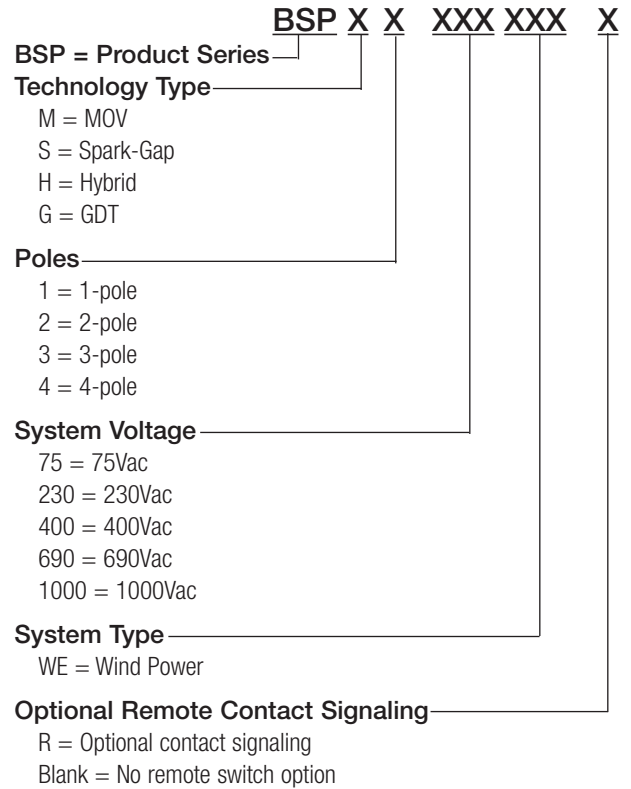 BSP X X XXX XXX X
BSP = Product Series
Technology Type
M = MOV
S = Spark-Gap
H = Hybrid
G = GDT
Poles
1 = 1-pole
2 = 2-pole
3 = 3-pole
4 = 4-pole
System Voltage
75 = 75Vac
230 = 230Vac
400 = 400Vac
690 = 690Vac
1000 = 1000Vac
System Type
WE = Wind Power
Optional Remote Contact Signaling
R = Optional contact signaling
Blank = No remote switch option